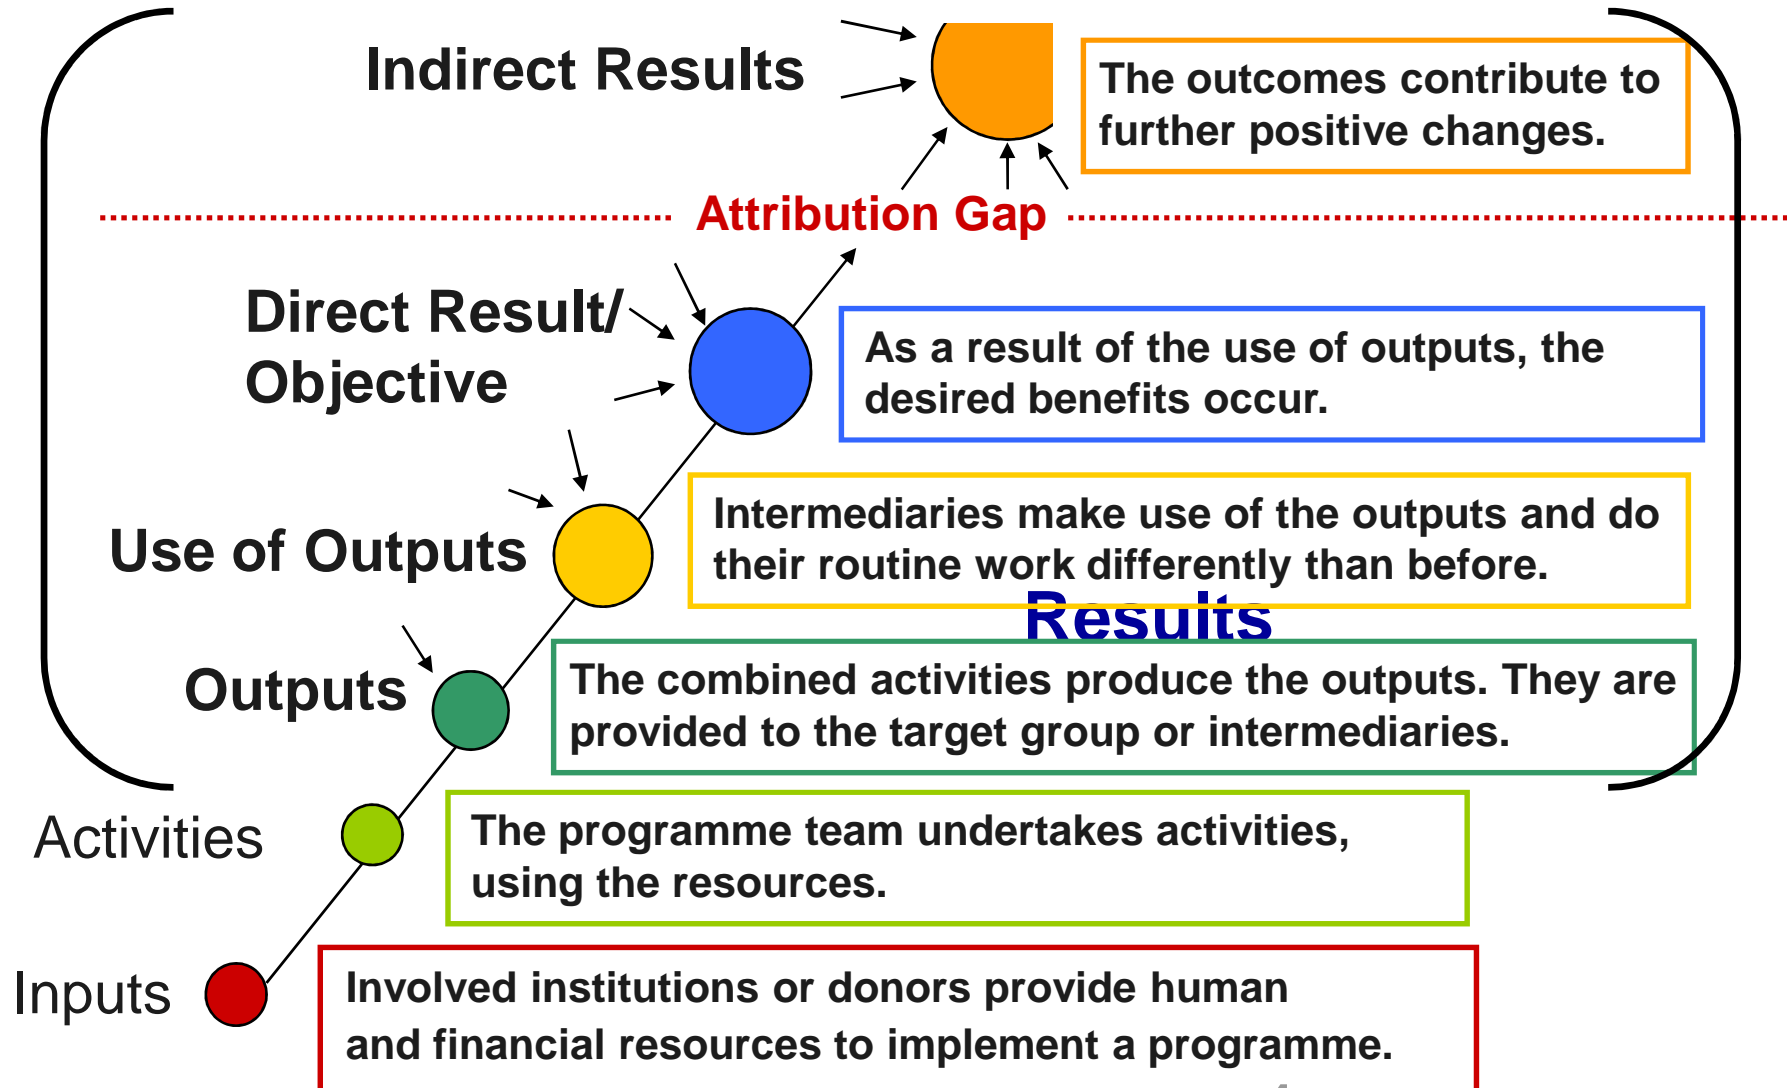 Indirect Results
The outcomes contribute to
further positive changes.
Attribution Gap
Direct Result/
Objective
As a result of the use of outputs, the
desired benefits occur.
Use of Outputs
Intermediaries make use of the outputs and do
their routine work differently than before.
Results
Outputs
The combined activities produce the outputs. They are
provided to the target group or intermediaries.
Activities
The programme team undertakes activities,
using the resources.
Inputs
Involved institutions or donors provide human
and financial resources to implement a programme.